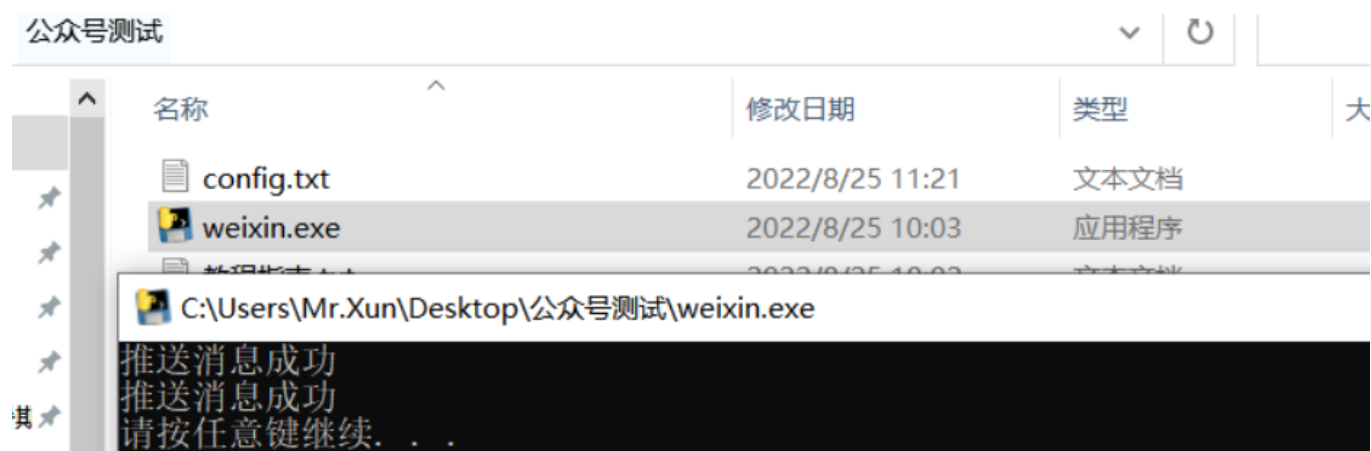 公众号测试
名称 修改日期 类型 大
config.txt 2022/8/25 11:21 文本文档
weixin.exe 2022/8/25 10:03 应用程序
C:\Users\Mr.Xun\Desktop\公众号测试\weixin.exe
推送消息成功
推送消息成功
请按任意键继续. . .